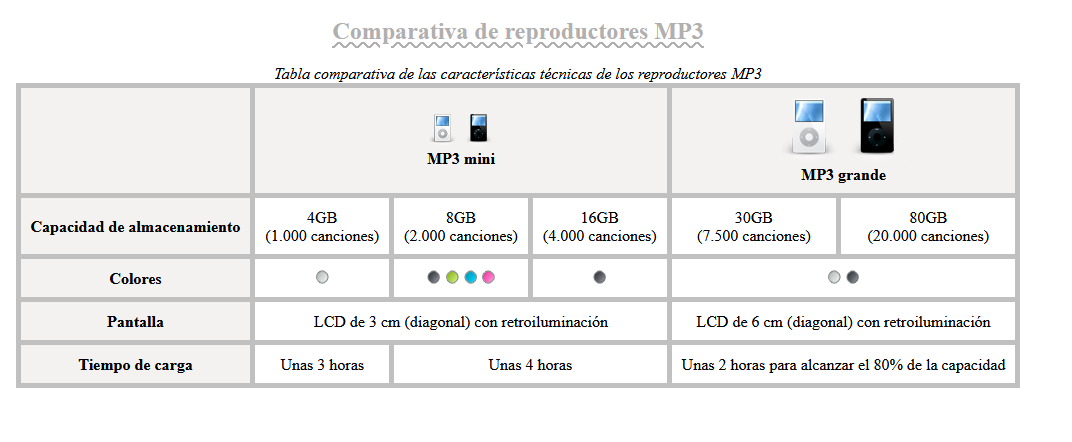 Comparativa de reproductores MP3
Tabla comparativa de las características técnicas de los reproductores MP3
MP3 mini
MP3 grande
Capacidad de almacenamiento
4GB
(1.000 canciones)
8GB
(2.000 canciones)
16GB
(4.000 canciones)
30GB
(7.500 canciones)
80GB
(20.000 canciones)
Colores
Pantalla
LCD de 3 cm (diagonal) con retroiluminación
LCD de 6 cm (diagonal) con retroiluminación
Tiempo de carga
Unas 3 horas
Unas 4 horas
Unas 2 horas para alcanzar el 80% de la capacidad